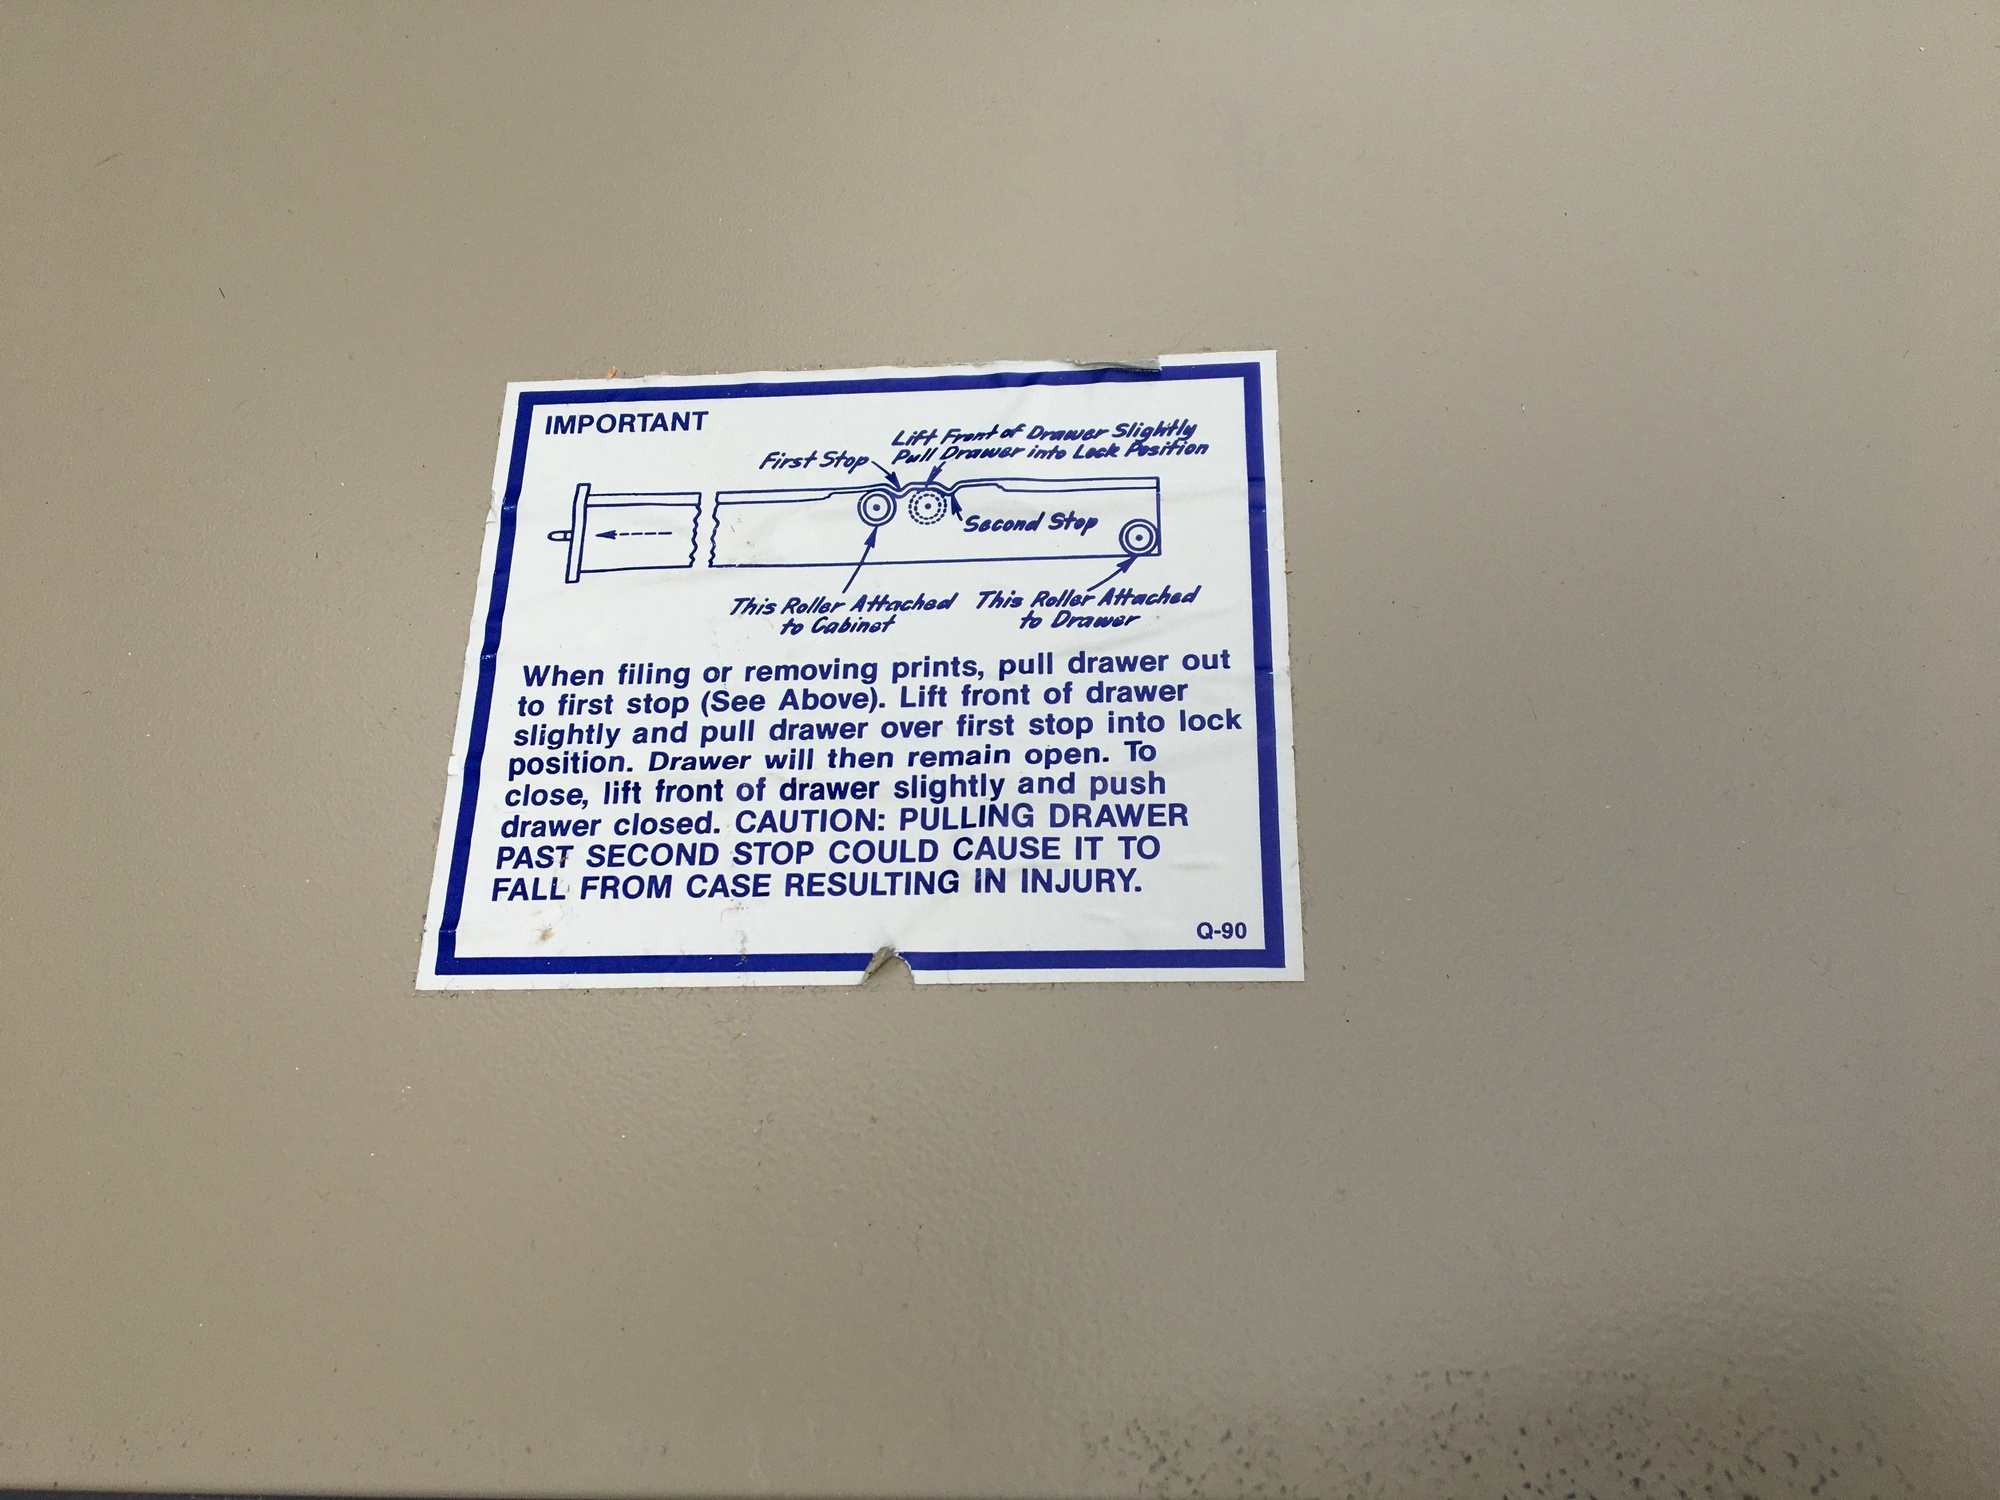 IMPORTANT
Lift Front of Drawer Slightly
Pull Drawer into Lock Position
First Stop
Second Stop
This Roller Attached
to Cabinet
This Roller Attached
to Drawer
When filing or removing prints, pull drawer out
to first stop (See Above). Lift front of drawer
slightly and pull drawer over first stop into lock
position. Drawer will then remain open. To
close, lift front of drawer slightly and push
drawer closed. CAUTION: PULLING DRAWER
PAST SECOND STOP COULD CAUSE IT TO
FALL FROM CASE RESULTING IN INJURY.
Q-90